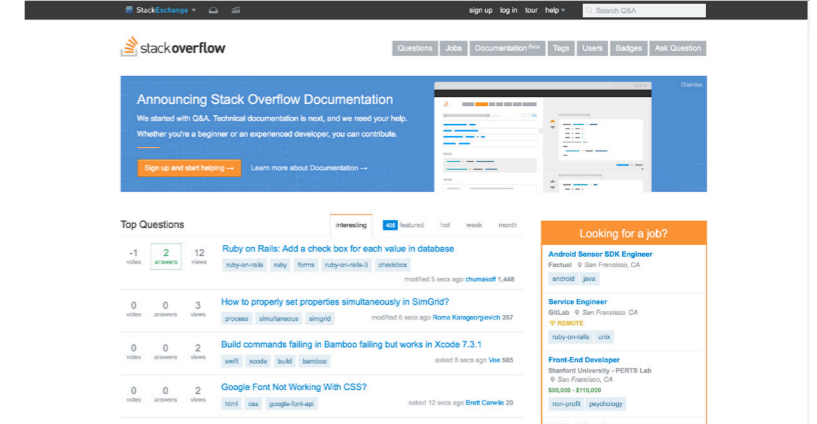 StackExchange
sign up log in tour help
Search Q&A
stackoverflow
Questions Jobs Documentation Beta Tags Users Badges Ask Question
Announcing Stack Overflow Documentation
We started with Q&A. Technical documentation is next, and we need your help.
Whether you're a beginner or an experienced developer, you can contribute.
Sign up and start helping → Learn more about Documentation →
Dismiss
Top Questions
interesting 405 featured hot week month
-1 votes 2 answers 12 views
Ruby on Rails: Add a check box for each value in database
ruby-on-rails ruby forms ruby-on-rails-3 checkbox
modified 5 secs ago chumakoff 1,448
0 votes 0 answers 3 views
How to properly set properties simultaneously in SimGrid?
process simultaneous simgrid
modified 6 secs ago Roms Karageorgievich 357
0 votes 0 answers 2 views
Build commands failing in Bamboo failing but works in Xcode 7.3.1
swift xcode build bamboo
asked 8 secs ago Vee 585
0 votes 0 answers 2 views
Google Font Not Working With CSS?
html css google-font-api
asked 12 secs ago Brett Carwile 20
Looking for a job?
Android Sensor SDK Engineer
Factual San Francisco, CA
android java
Service Engineer
GitLab San Francisco, CA
REMOTE
ruby-on-rails unix
Front-End Developer
Stanford University - PERTS Lab
San Francisco, CA
$90,000 - $110,000
non-profit psychology